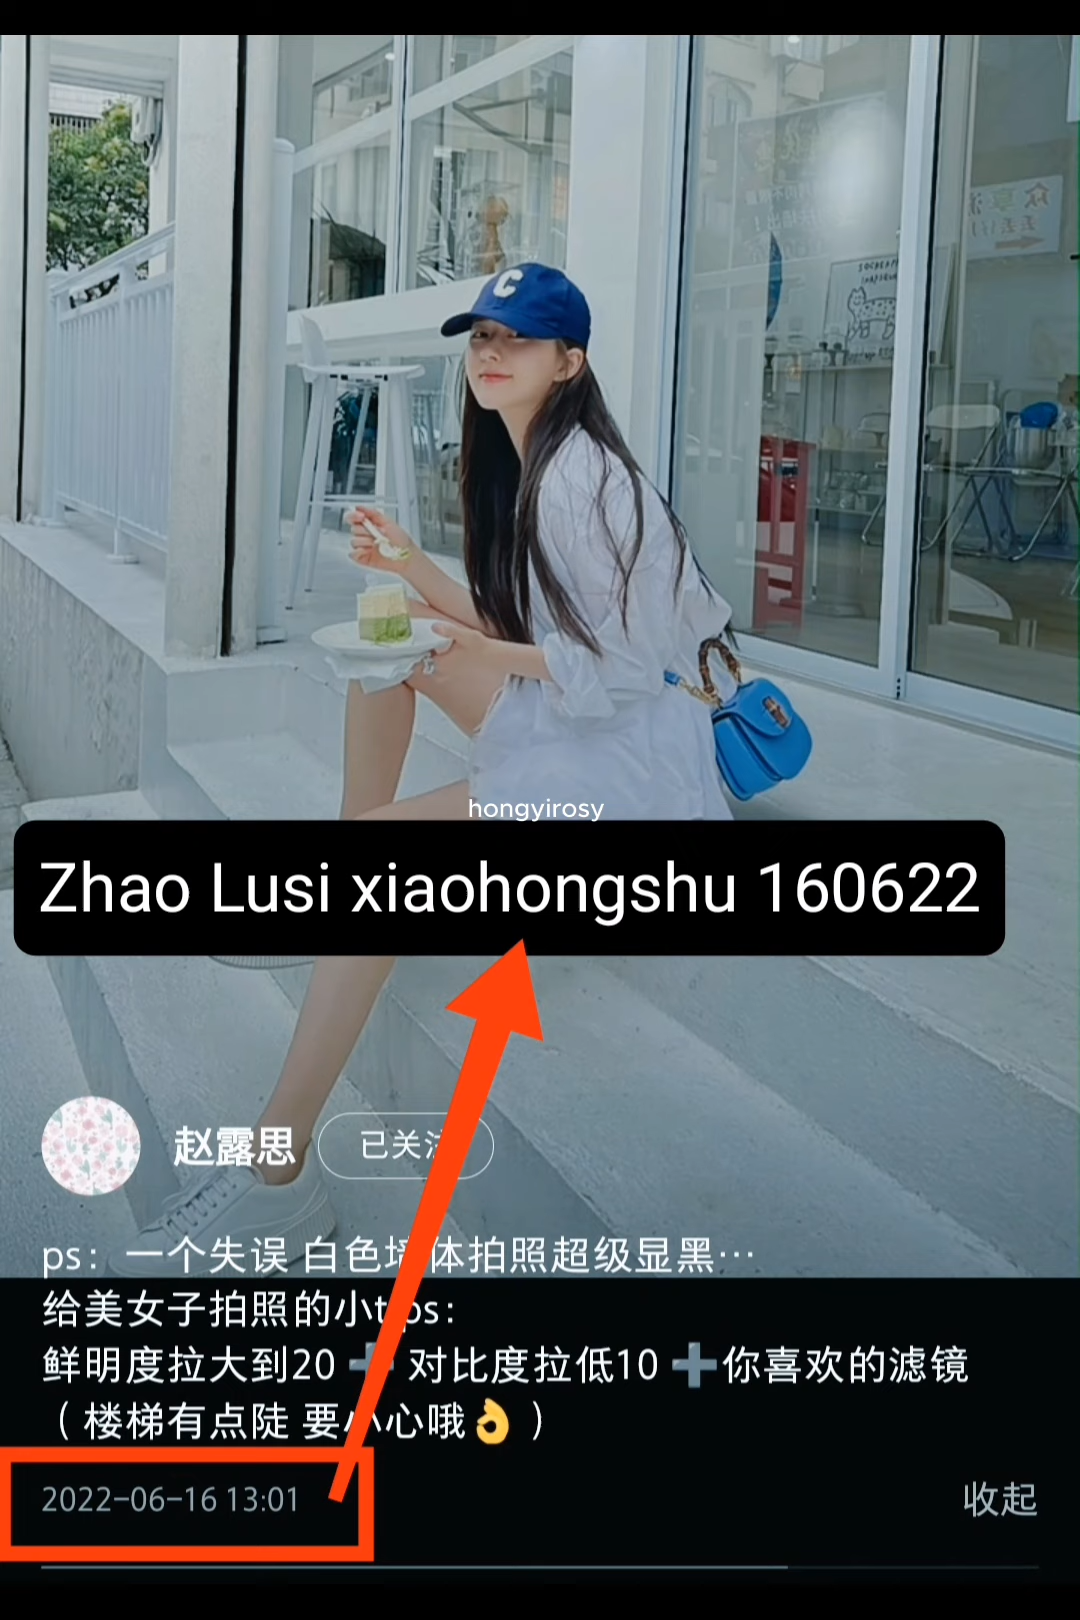 C
hongyirosy
Zhao Lusi xiaohongshu 160622
赵露思
已关注
ps：一个失误 白色墙体拍照超级显黑…
给美女子拍照的小tips：
鲜明度拉大到20 ➕ 对比度拉低10 ➕你喜欢的滤镜
（楼梯有点陡 要小心哦👌）
2022-06-16 13:01
收起